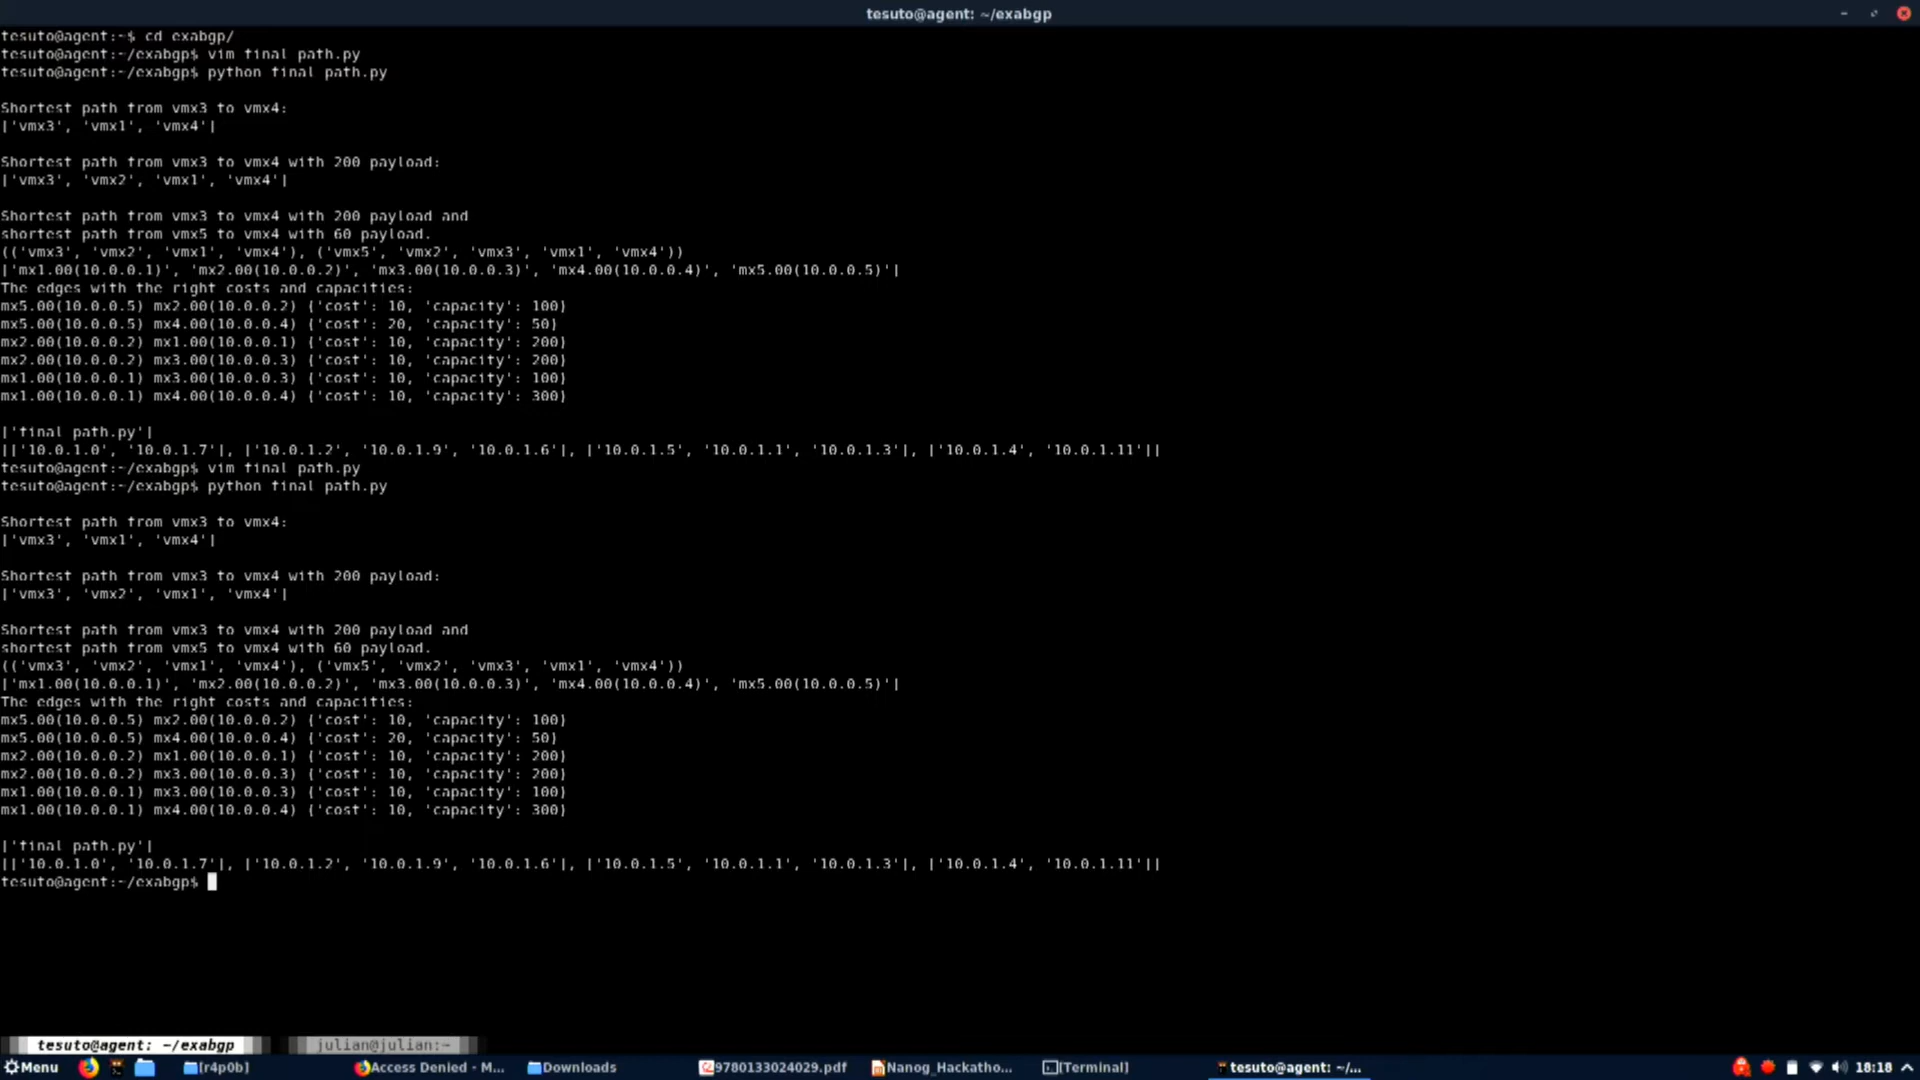 tesuto@agent: ~/exabgp
tesuto@agent:~$ cd exabgp/
tesuto@agent:~/exabgp$ vim final path.py
tesuto@agent:~/exabgp$ python final path.py
Shortest path from vmx3 to vmx4:
['vmx3', 'vmx1', 'vmx4']
Shortest path from vmx3 to vmx4 with 200 payload:
['vmx3', 'vmx2', 'vmx1', 'vmx4']
Shortest path from vmx3 to vmx4 with 200 payload and
shortest path from vmx5 to vmx4 with 60 payload.
(('vmx3', 'vmx2', 'vmx1', 'vmx4'), ('vmx5', 'vmx2', 'vmx3', 'vmx1', 'vmx4'))
['mx1.00(10.0.0.1)', 'mx2.00(10.0.0.2)', 'mx3.00(10.0.0.3)', 'mx4.00(10.0.0.4)', 'mx5.00(10.0.0.5)']
The edges with the right costs and capacities:
mx5.00(10.0.0.5) mx2.00(10.0.0.2) {'cost': 10, 'capacity': 100}
mx5.00(10.0.0.5) mx4.00(10.0.0.4) {'cost': 20, 'capacity': 50}
mx2.00(10.0.0.2) mx1.00(10.0.0.1) {'cost': 10, 'capacity': 200}
mx2.00(10.0.0.2) mx3.00(10.0.0.3) {'cost': 10, 'capacity': 200}
mx1.00(10.0.0.1) mx3.00(10.0.0.3) {'cost': 10, 'capacity': 100}
mx1.00(10.0.0.1) mx4.00(10.0.0.4) {'cost': 10, 'capacity': 300}
['final path.py']
[['10.0.1.0', '10.0.1.7'], ['10.0.1.2', '10.0.1.9', '10.0.1.6'], ['10.0.1.5', '10.0.1.1', '10.0.1.3'], ['10.0.1.4', '10.0.1.11']]
tesuto@agent:~/exabgp$ vim final path.py
tesuto@agent:~/exabgp$ python final path.py
Shortest path from vmx3 to vmx4:
['vmx3', 'vmx1', 'vmx4']
Shortest path from vmx3 to vmx4 with 200 payload:
['vmx3', 'vmx2', 'vmx1', 'vmx4']
Shortest path from vmx3 to vmx4 with 200 payload and
shortest path from vmx5 to vmx4 with 60 payload.
(('vmx3', 'vmx2', 'vmx1', 'vmx4'), ('vmx5', 'vmx2', 'vmx3', 'vmx1', 'vmx4'))
['mx1.00(10.0.0.1)', 'mx2.00(10.0.0.2)', 'mx3.00(10.0.0.3)', 'mx4.00(10.0.0.4)', 'mx5.00(10.0.0.5)']
The edges with the right costs and capacities:
mx5.00(10.0.0.5) mx2.00(10.0.0.2) {'cost': 10, 'capacity': 100}
mx5.00(10.0.0.5) mx4.00(10.0.0.4) {'cost': 20, 'capacity': 50}
mx2.00(10.0.0.2) mx1.00(10.0.0.1) {'cost': 10, 'capacity': 200}
mx2.00(10.0.0.2) mx3.00(10.0.0.3) {'cost': 10, 'capacity': 200}
mx1.00(10.0.0.1) mx3.00(10.0.0.3) {'cost': 10, 'capacity': 100}
mx1.00(10.0.0.1) mx4.00(10.0.0.4) {'cost': 10, 'capacity': 300}
['final path.py']
[['10.0.1.0', '10.0.1.7'], ['10.0.1.2', '10.0.1.9', '10.0.1.6'], ['10.0.1.5', '10.0.1.1', '10.0.1.3'], ['10.0.1.4', '10.0.1.11']]
tesuto@agent:~/exabgp$
tesuto@agent: ~/exabgp julian@julian:~
Menu [r4p0b] Access Denied - M... Downloads 9780133024029.pdf Nanog_Hackatho... [Terminal] tesuto@agent: ~/... 18:18